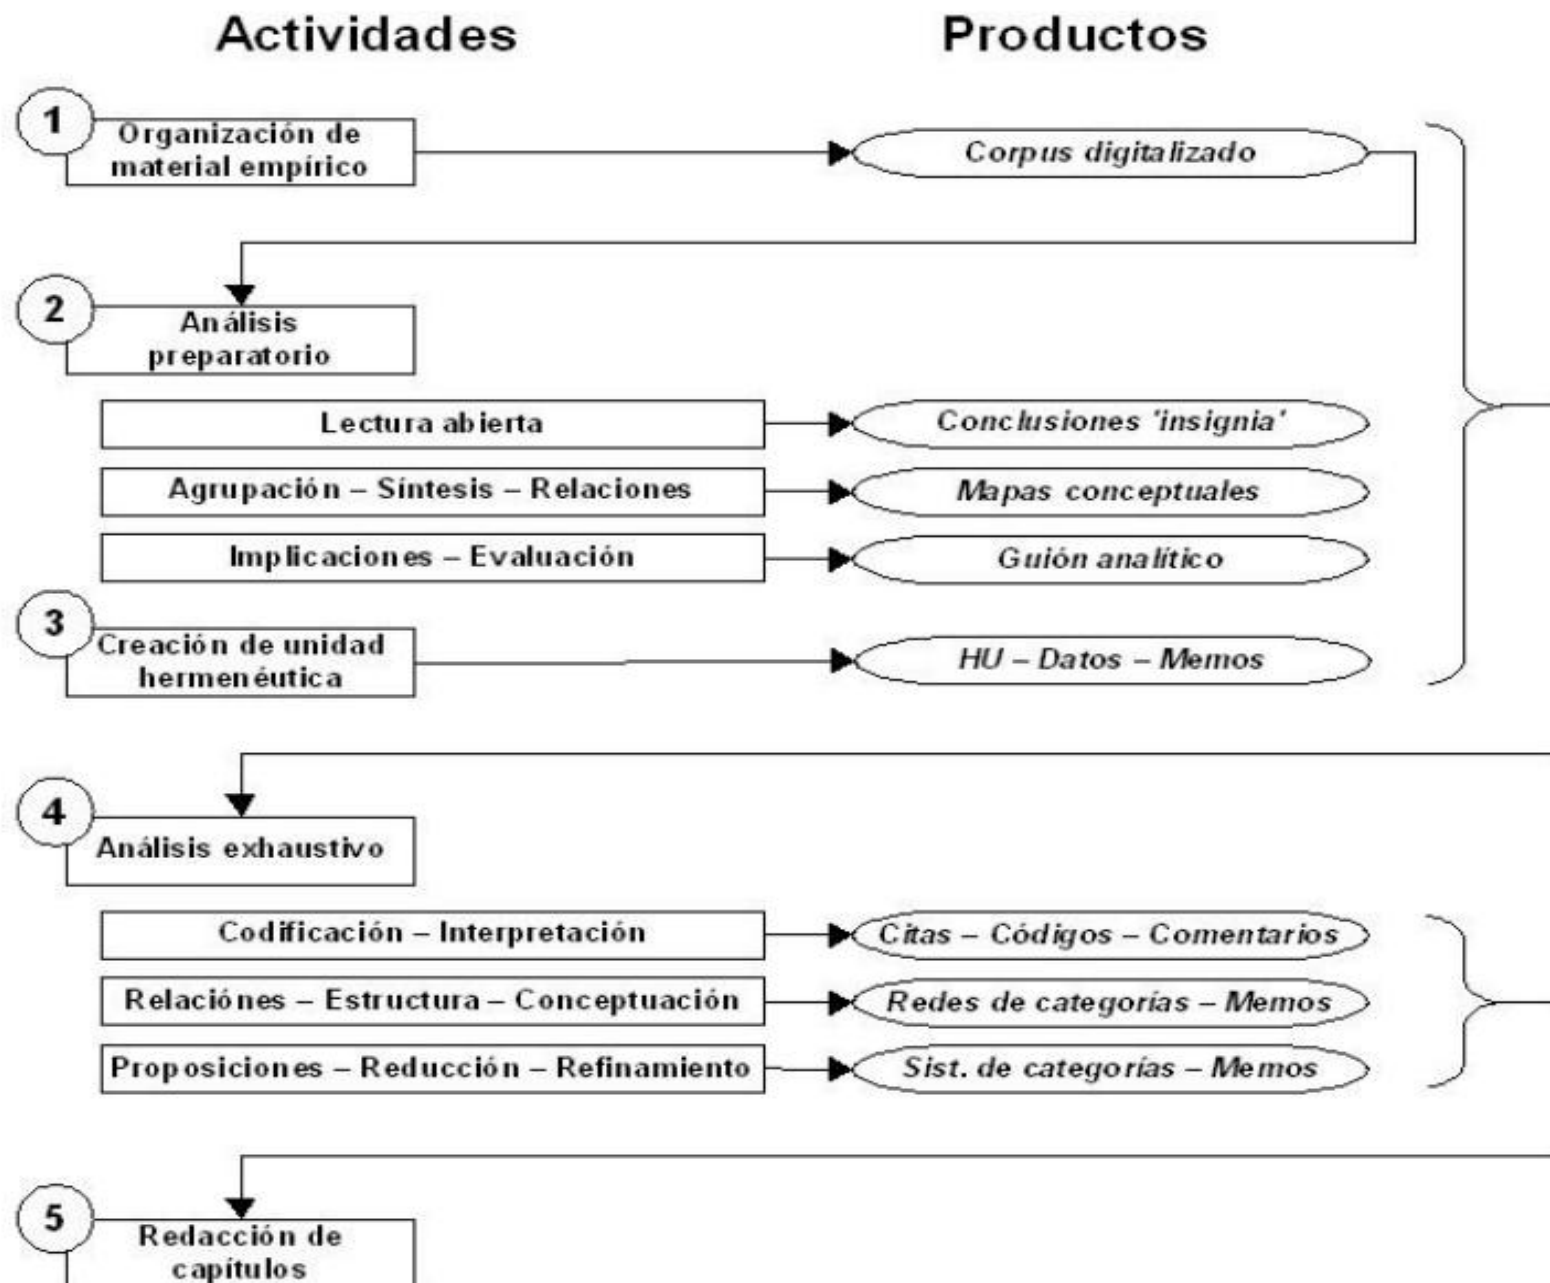 Actividades
Productos
1
Organización de
material empírico
Corpus digitalizado
2
Análisis
preparatorio
Lectura abierta
Conclusiones 'insignia'
Agrupación – Síntesis – Relaciones
Mapas conceptuales
Implicaciones – Evaluación
Guión analítico
3
Creación de unidad
hermenéutica
HU – Datos – Memos
4
Análisis exhaustivo
Codificación – Interpretación
Citas – Códigos – Comentarios
Relaciónes – Estructura – Conceptuación
Redes de categorías – Memos
Proposiciones – Reducción – Refinamiento
Sist. de categorías – Memos
5
Redacción de
capítulos